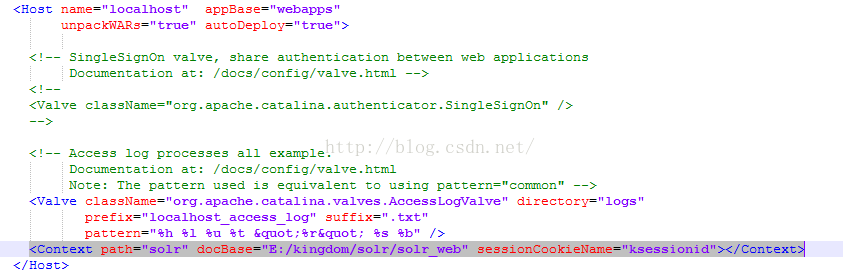 <Host name="localhost"  appBase="webapps"
      unpackWARs="true" autoDeploy="true">
  <!-- SingleSignOn valve, share authentication between web applications
       Documentation at: /docs/config/valve.html -->
  <!--
  <Valve className="org.apache.catalina.authenticator.SingleSignOn" />
  -->
http://blog.csdn.net/
  <!-- Access log processes all example.
       Documentation at: /docs/config/valve.html
       Note: The pattern used is equivalent to using pattern="common" -->
  <Valve className="org.apache.catalina.valves.AccessLogValve" directory="logs"
         prefix="localhost_access_log" suffix=".txt"
         pattern="%h %l %u %t &quot;%r&quot; %s %b" />
  <Context path="solr" docBase="E:/kingdom/solr/solr_web" sessionCookieName="ksessionid"></Context>
</Host>